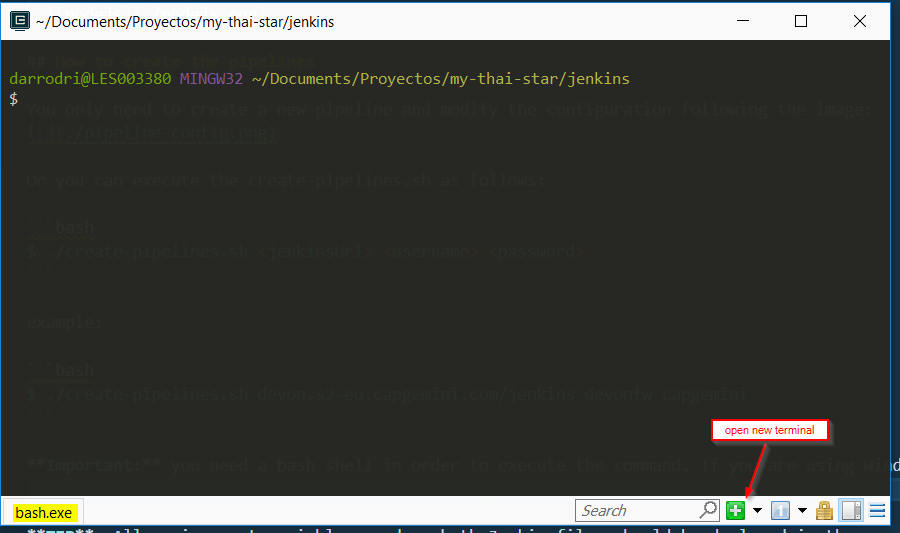 ~/Documents/Proyectos/my-thai-star/jenkins
## How to create the pipelines
darrodri@LES003380 MINGW32 ~/Documents/Proyectos/my-thai-star/jenkins
$
You only need to create a new pipeline and modify the configuration following the image:
![](./pipeline_config.png)
Or you can execute the create-pipelines.sh as follows:
```bash
$ ./create-pipelines.sh <jenkinsUrl> <username> <password>
```
example:
```bash
$ ./create-pipelines.sh devon.s2-eu.capgemini.com/jenkins devonfw capgemini
```
open new terminal
**Important:** you need a bash shell in order to execute the command. If you are using wind
bash.exe
Search
1